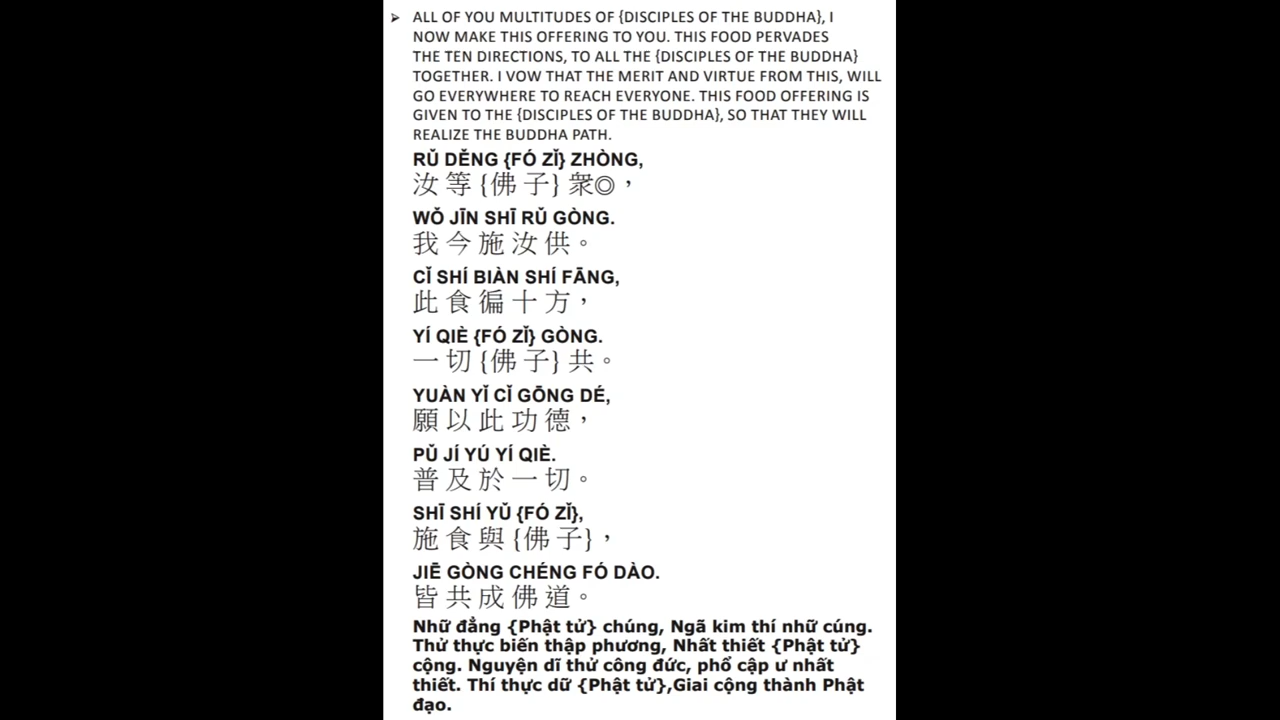 ➢ ALL OF YOU MULTITUDES OF {DISCIPLES OF THE BUDDHA}, I
NOW MAKE THIS OFFERING TO YOU. THIS FOOD PERVADES
THE TEN DIRECTIONS, TO ALL THE {DISCIPLES OF THE BUDDHA}
TOGETHER. I VOW THAT THE MERIT AND VIRTUE FROM THIS, WILL
GO EVERYWHERE TO REACH EVERYONE. THIS FOOD OFFERING IS
GIVEN TO THE {DISCIPLES OF THE BUDDHA}, SO THAT THEY WILL
REALIZE THE BUDDHA PATH.
RǓ DĚNG {FÓ ZǏ} ZHÒNG,
汝 等 {佛 子} 衆◎，
WǑ JĪN SHĪ RǓ GÒNG.
我 今 施 汝 供。
CǏ SHÍ BIÀN SHÍ FĀNG,
此 食 徧 十 方，
YÍ QIÈ {FÓ ZǏ} GÒNG.
一 切 {佛 子} 共。
YUÀN YǏ CǏ GŌNG DÉ,
願 以 此 功 德，
PǓ JÍ YÚ YÍ QIÈ.
普 及 於 一 切。
SHĪ SHÍ YǓ {FÓ ZǏ},
施 食 與 {佛 子}，
JIĒ GÒNG CHÉNG FÓ DÀO.
皆 共 成 佛 道。
Nhữ đẳng {Phật tử} chúng, Ngã kim thí nhữ cúng.
Thử thực biến thập phương, Nhất thiết {Phật tử}
cộng. Nguyện dĩ thử công đức, phổ cập ư nhất
thiết. Thí thực dữ {Phật tử},Giai cộng thành Phật
đạo.